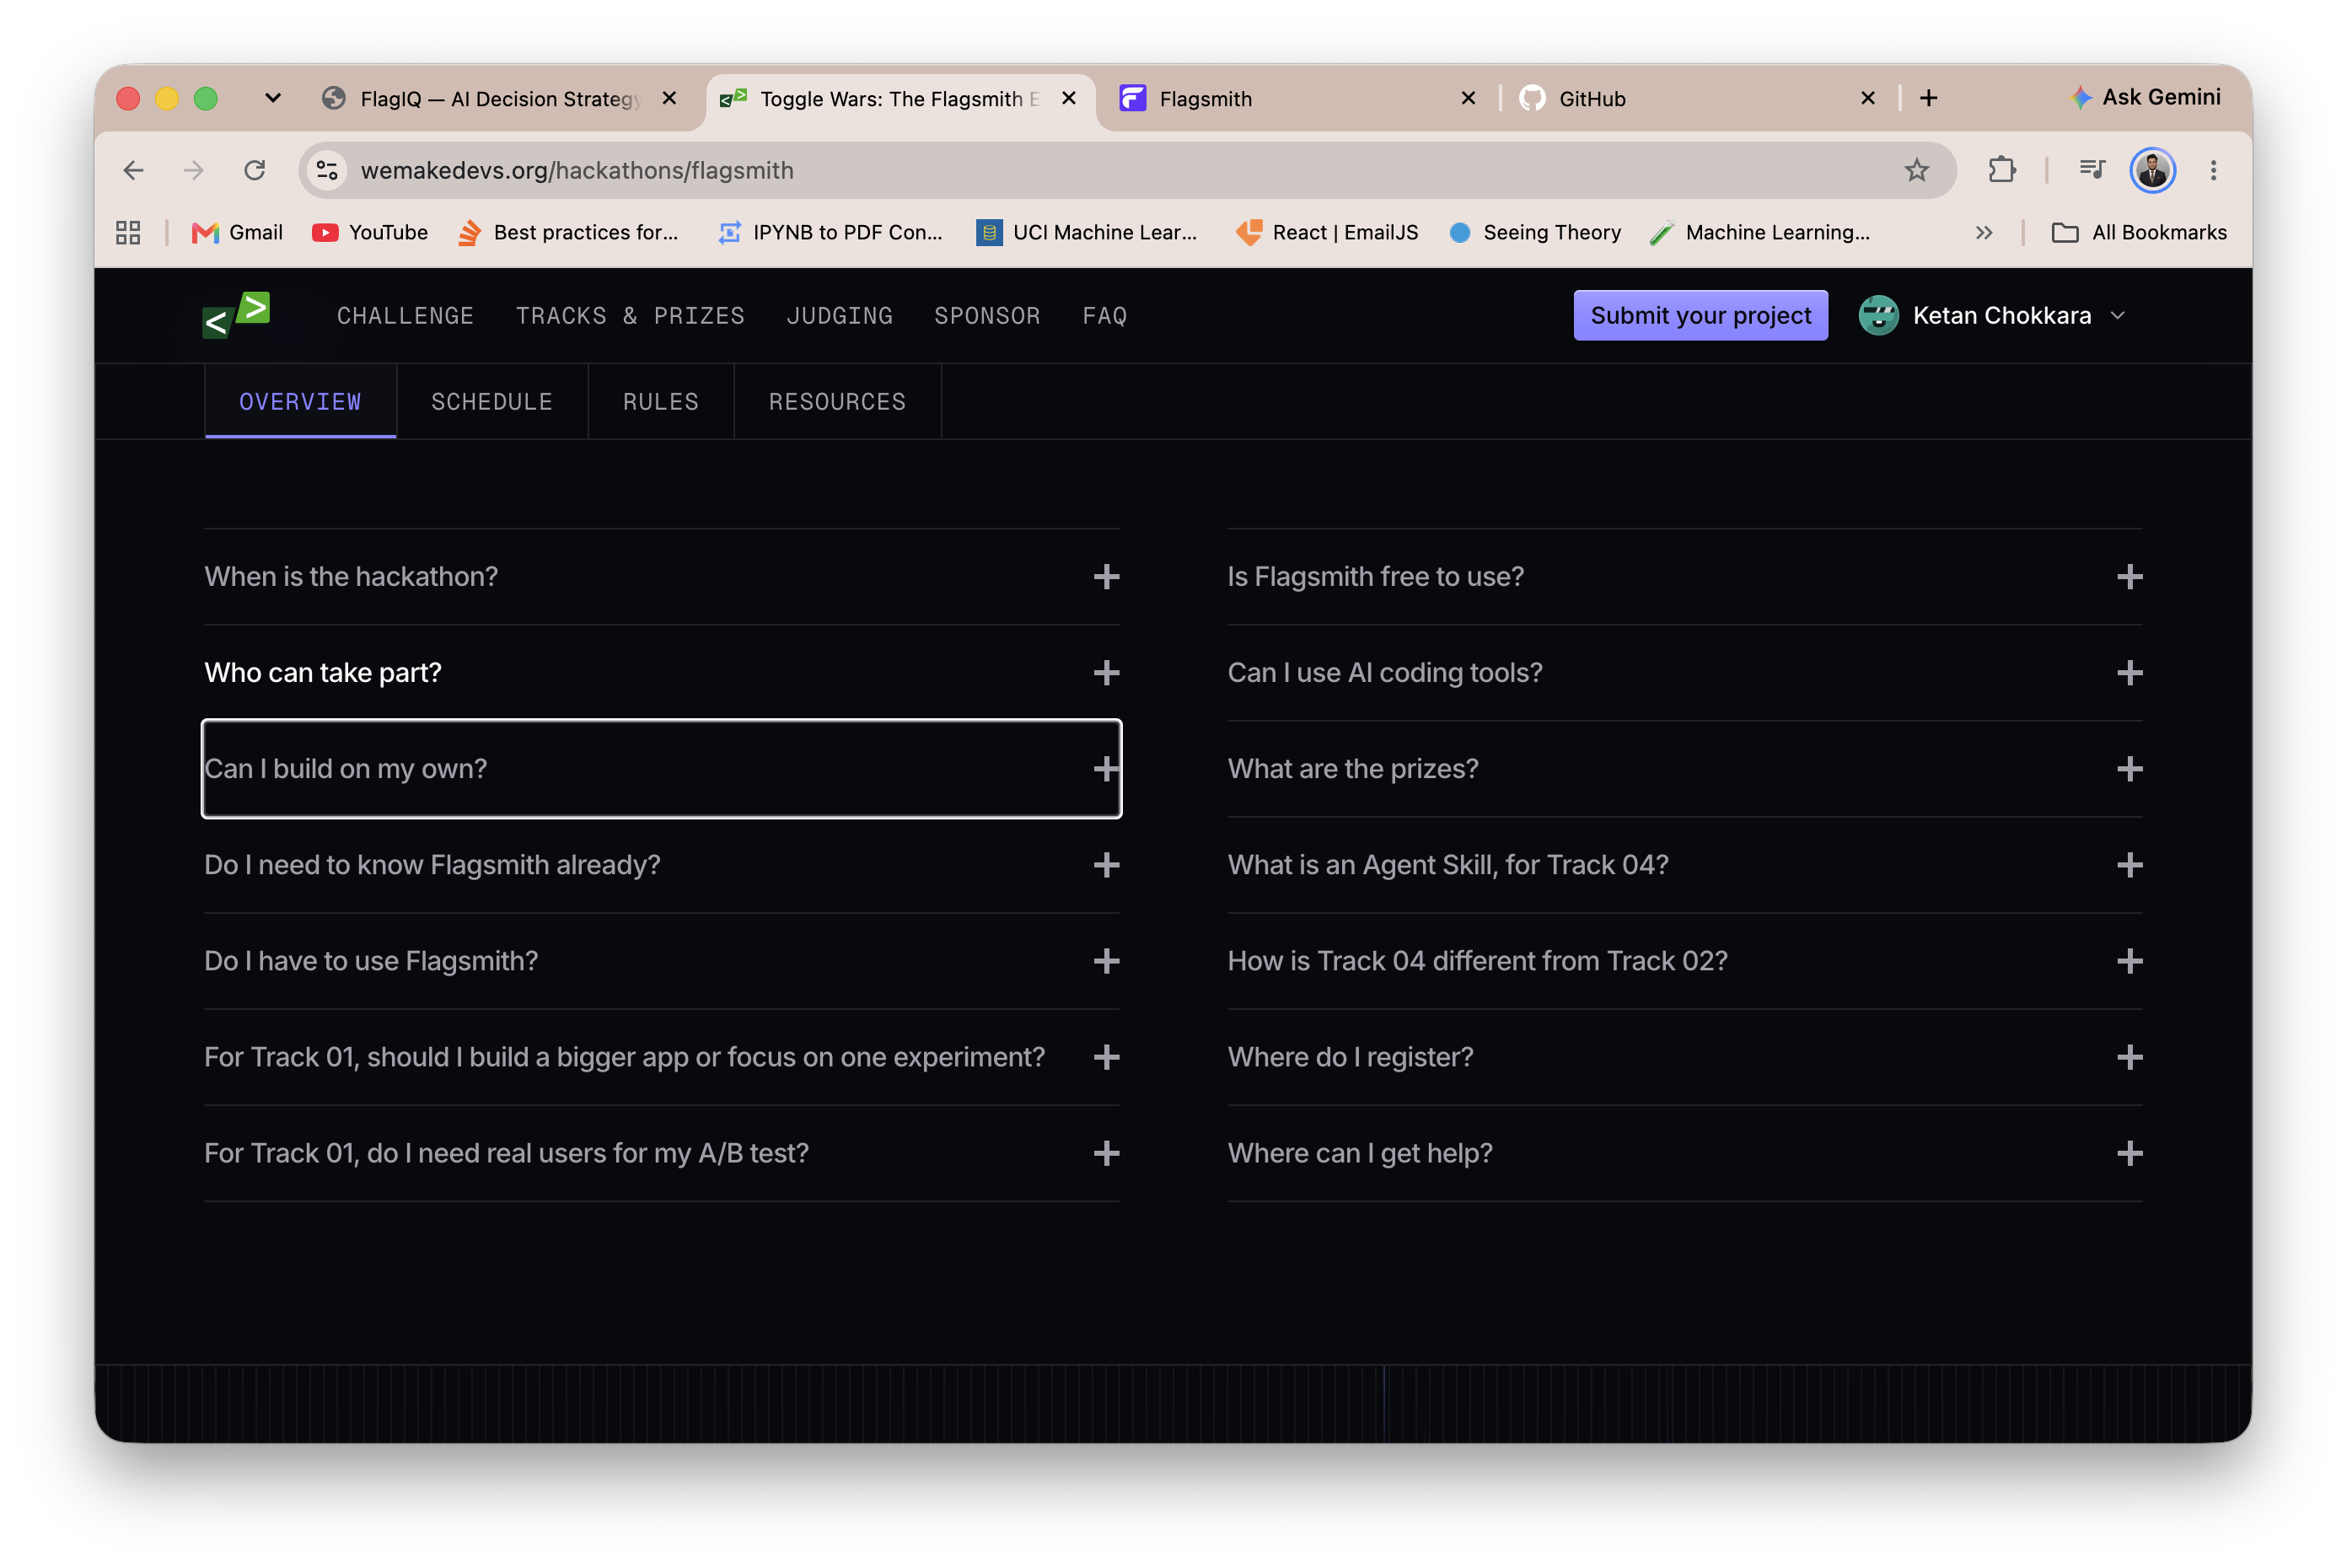 FlagIQ — AI Decision Strategy
Toggle Wars: The Flagsmith E
Flagsmith
GitHub
Ask Gemini
wemakedevs.org/hackathons/flagsmith
Gmail
YouTube
Best practices for...
IPYNB to PDF Con...
UCI Machine Lear...
React | EmailJS
Seeing Theory
Machine Learning...
All Bookmarks
CHALLENGE
TRACKS & PRIZES
JUDGING
SPONSOR
FAQ
Submit your project
Ketan Chokkara
OVERVIEW
SCHEDULE
RULES
RESOURCES
When is the hackathon?
Who can take part?
Can I build on my own?
Do I need to know Flagsmith already?
Do I have to use Flagsmith?
For Track 01, should I build a bigger app or focus on one experiment?
For Track 01, do I need real users for my A/B test?
Is Flagsmith free to use?
Can I use AI coding tools?
What are the prizes?
What is an Agent Skill, for Track 04?
How is Track 04 different from Track 02?
Where do I register?
Where can I get help?